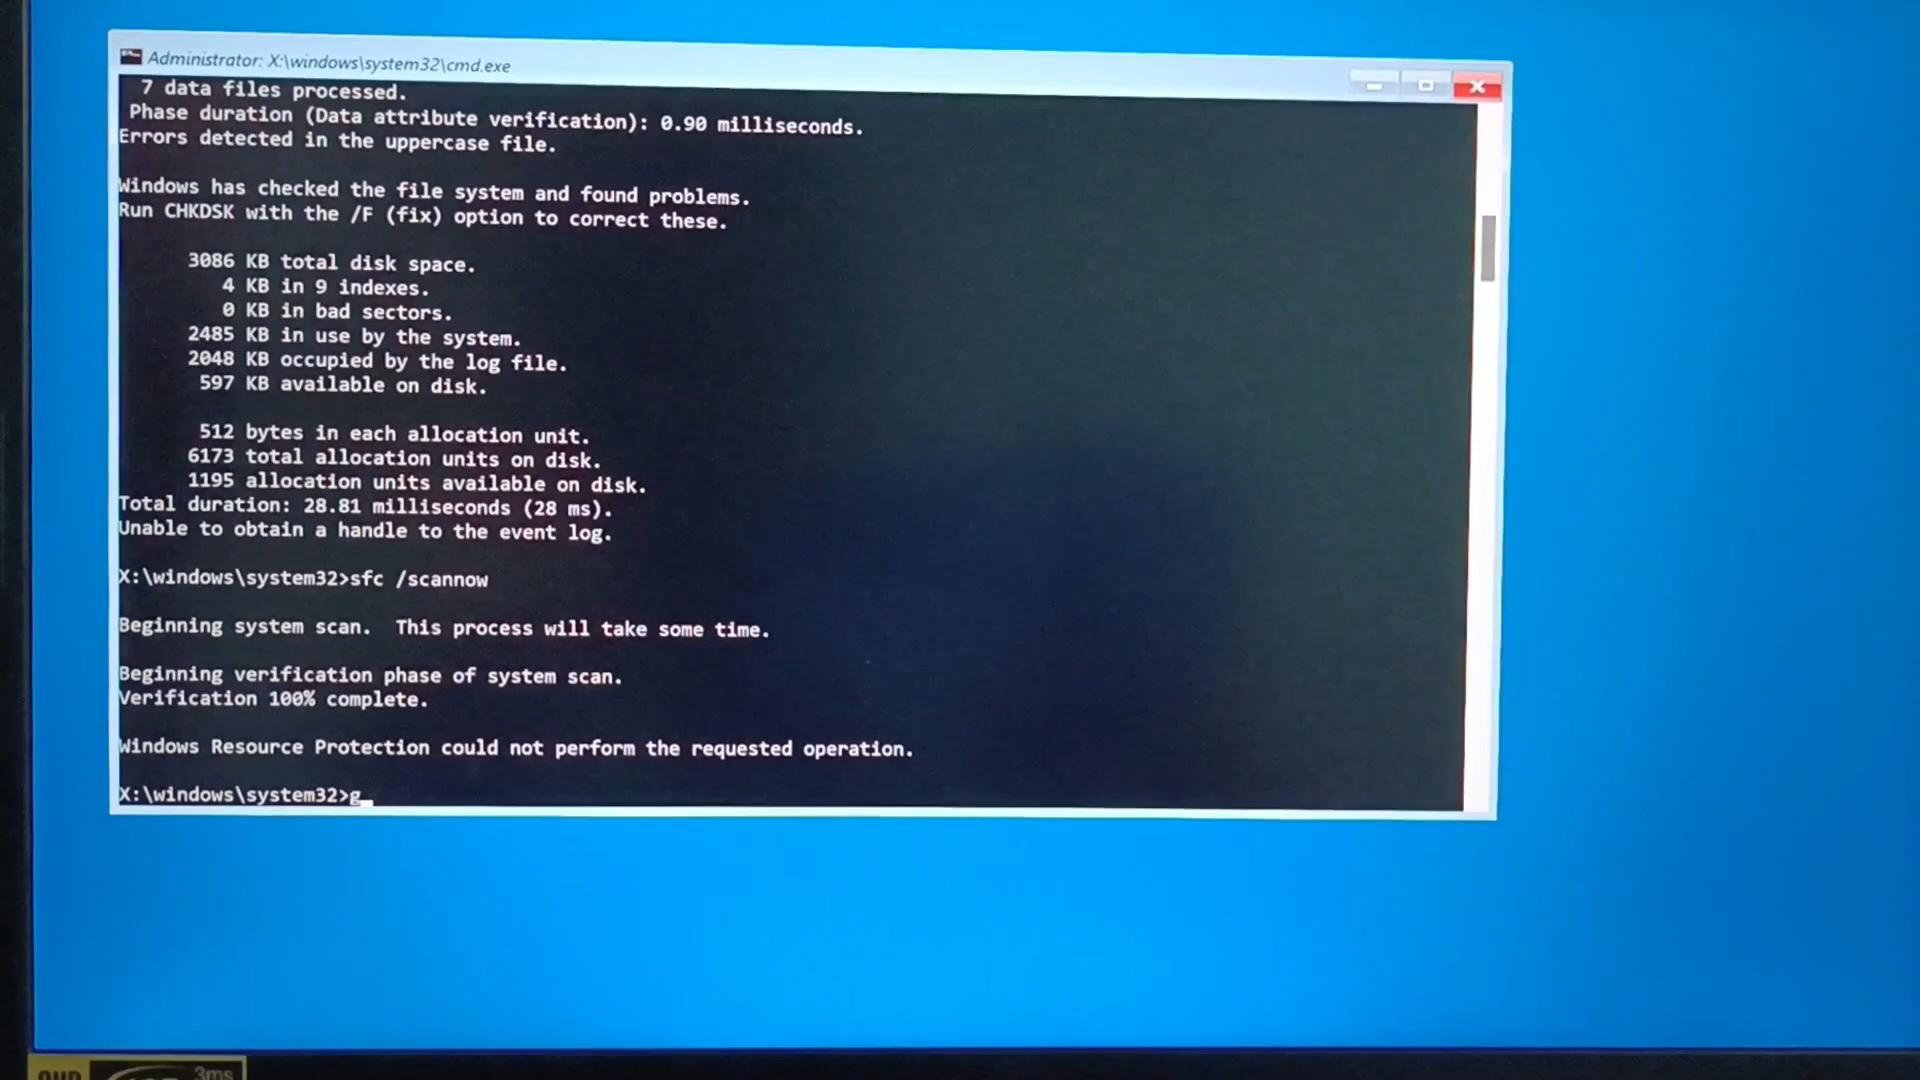 Administrator: X:\windows\system32\cmd.exe
7 data files processed.
Phase duration (Data attribute verification): 0.90 milliseconds.
Errors detected in the uppercase file.
Windows has checked the file system and found problems.
Run CHKDSK with the /F (fix) option to correct these.
3086 KB total disk space.
4 KB in 9 indexes.
0 KB in bad sectors.
2485 KB in use by the system.
2048 KB occupied by the log file.
597 KB available on disk.
512 bytes in each allocation unit.
6173 total allocation units on disk.
1195 allocation units available on disk.
Total duration: 28.81 milliseconds (28 ms).
Unable to obtain a handle to the event log.
X:\windows\system32>sfc /scannow
Beginning system scan.  This process will take some time.
Beginning verification phase of system scan.
Verification 100% complete.
Windows Resource Protection could not perform the requested operation.
X:\windows\system32>g
3ms